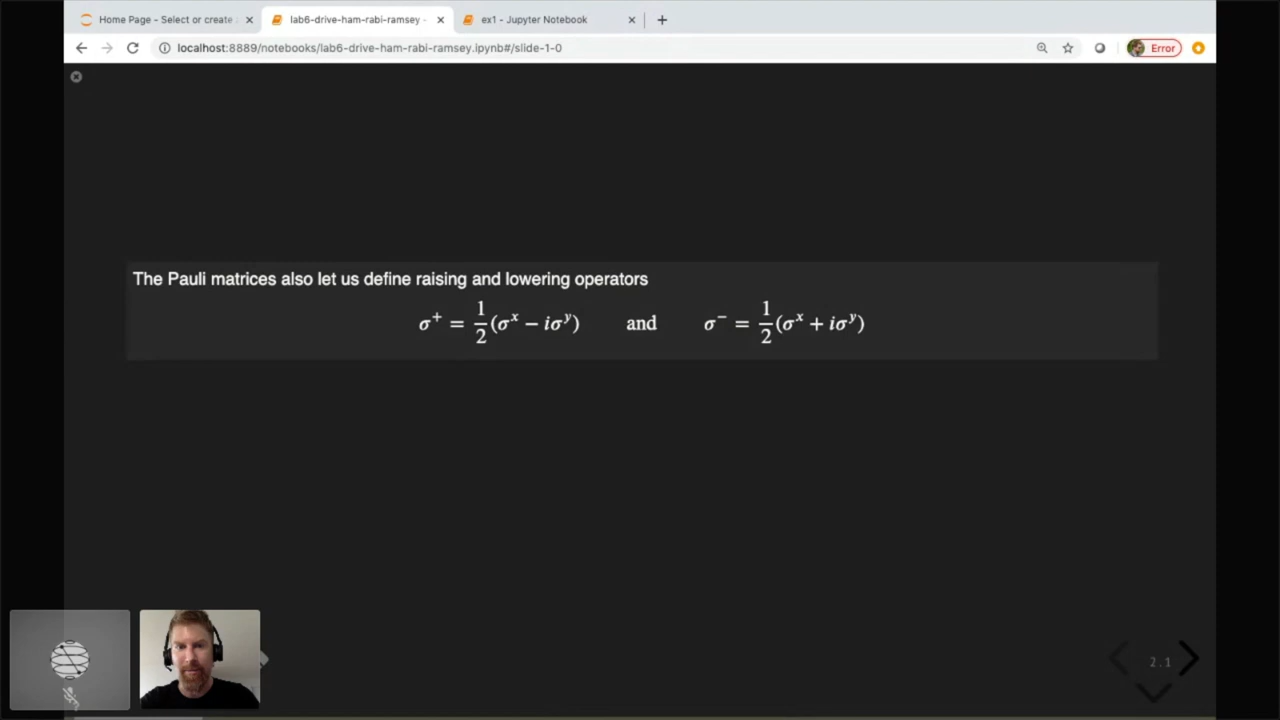 Home Page - Select or create
lab6-drive-ham-rabi-ramsey -
ex1 - Jupyter Notebook
localhost:8889/notebooks/lab6-drive-ham-rabi-ramsey.ipynb#/slide-1-0
Error
The Pauli matrices also let us define raising and lowering operators
σ⁺ = 1/2(σˣ − iσʸ) and σ⁻ = 1/2(σˣ + iσʸ)
2.1